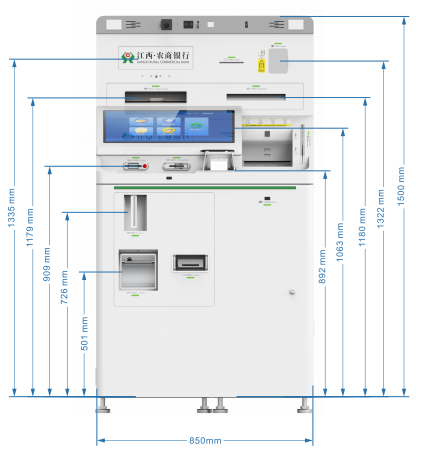 江西·农商银行
JIANGXI RURAL COMMERCIAL BANK
1335 mm
1179 mm
909 mm
726 mm
501 mm
892 mm
1063 mm
1180 mm
1322 mm
1500 mm
850mm